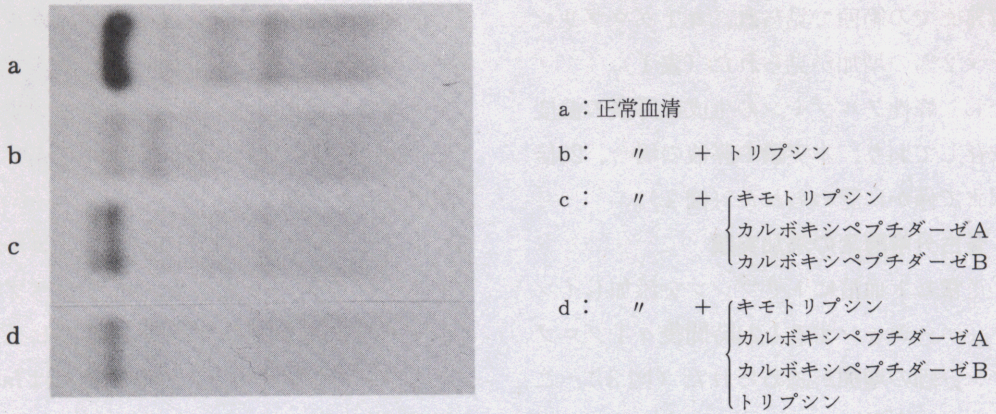 a
b
c
d
a：正常血清
b：　〃　＋ トリプシン
c：　〃　＋ キモトリプシン
カルボキシペプチダーゼA
カルボキシペプチダーゼB
d：　〃　＋ キモトリプシン
カルボキシペプチダーゼA
カルボキシペプチダーゼB
トリプシン